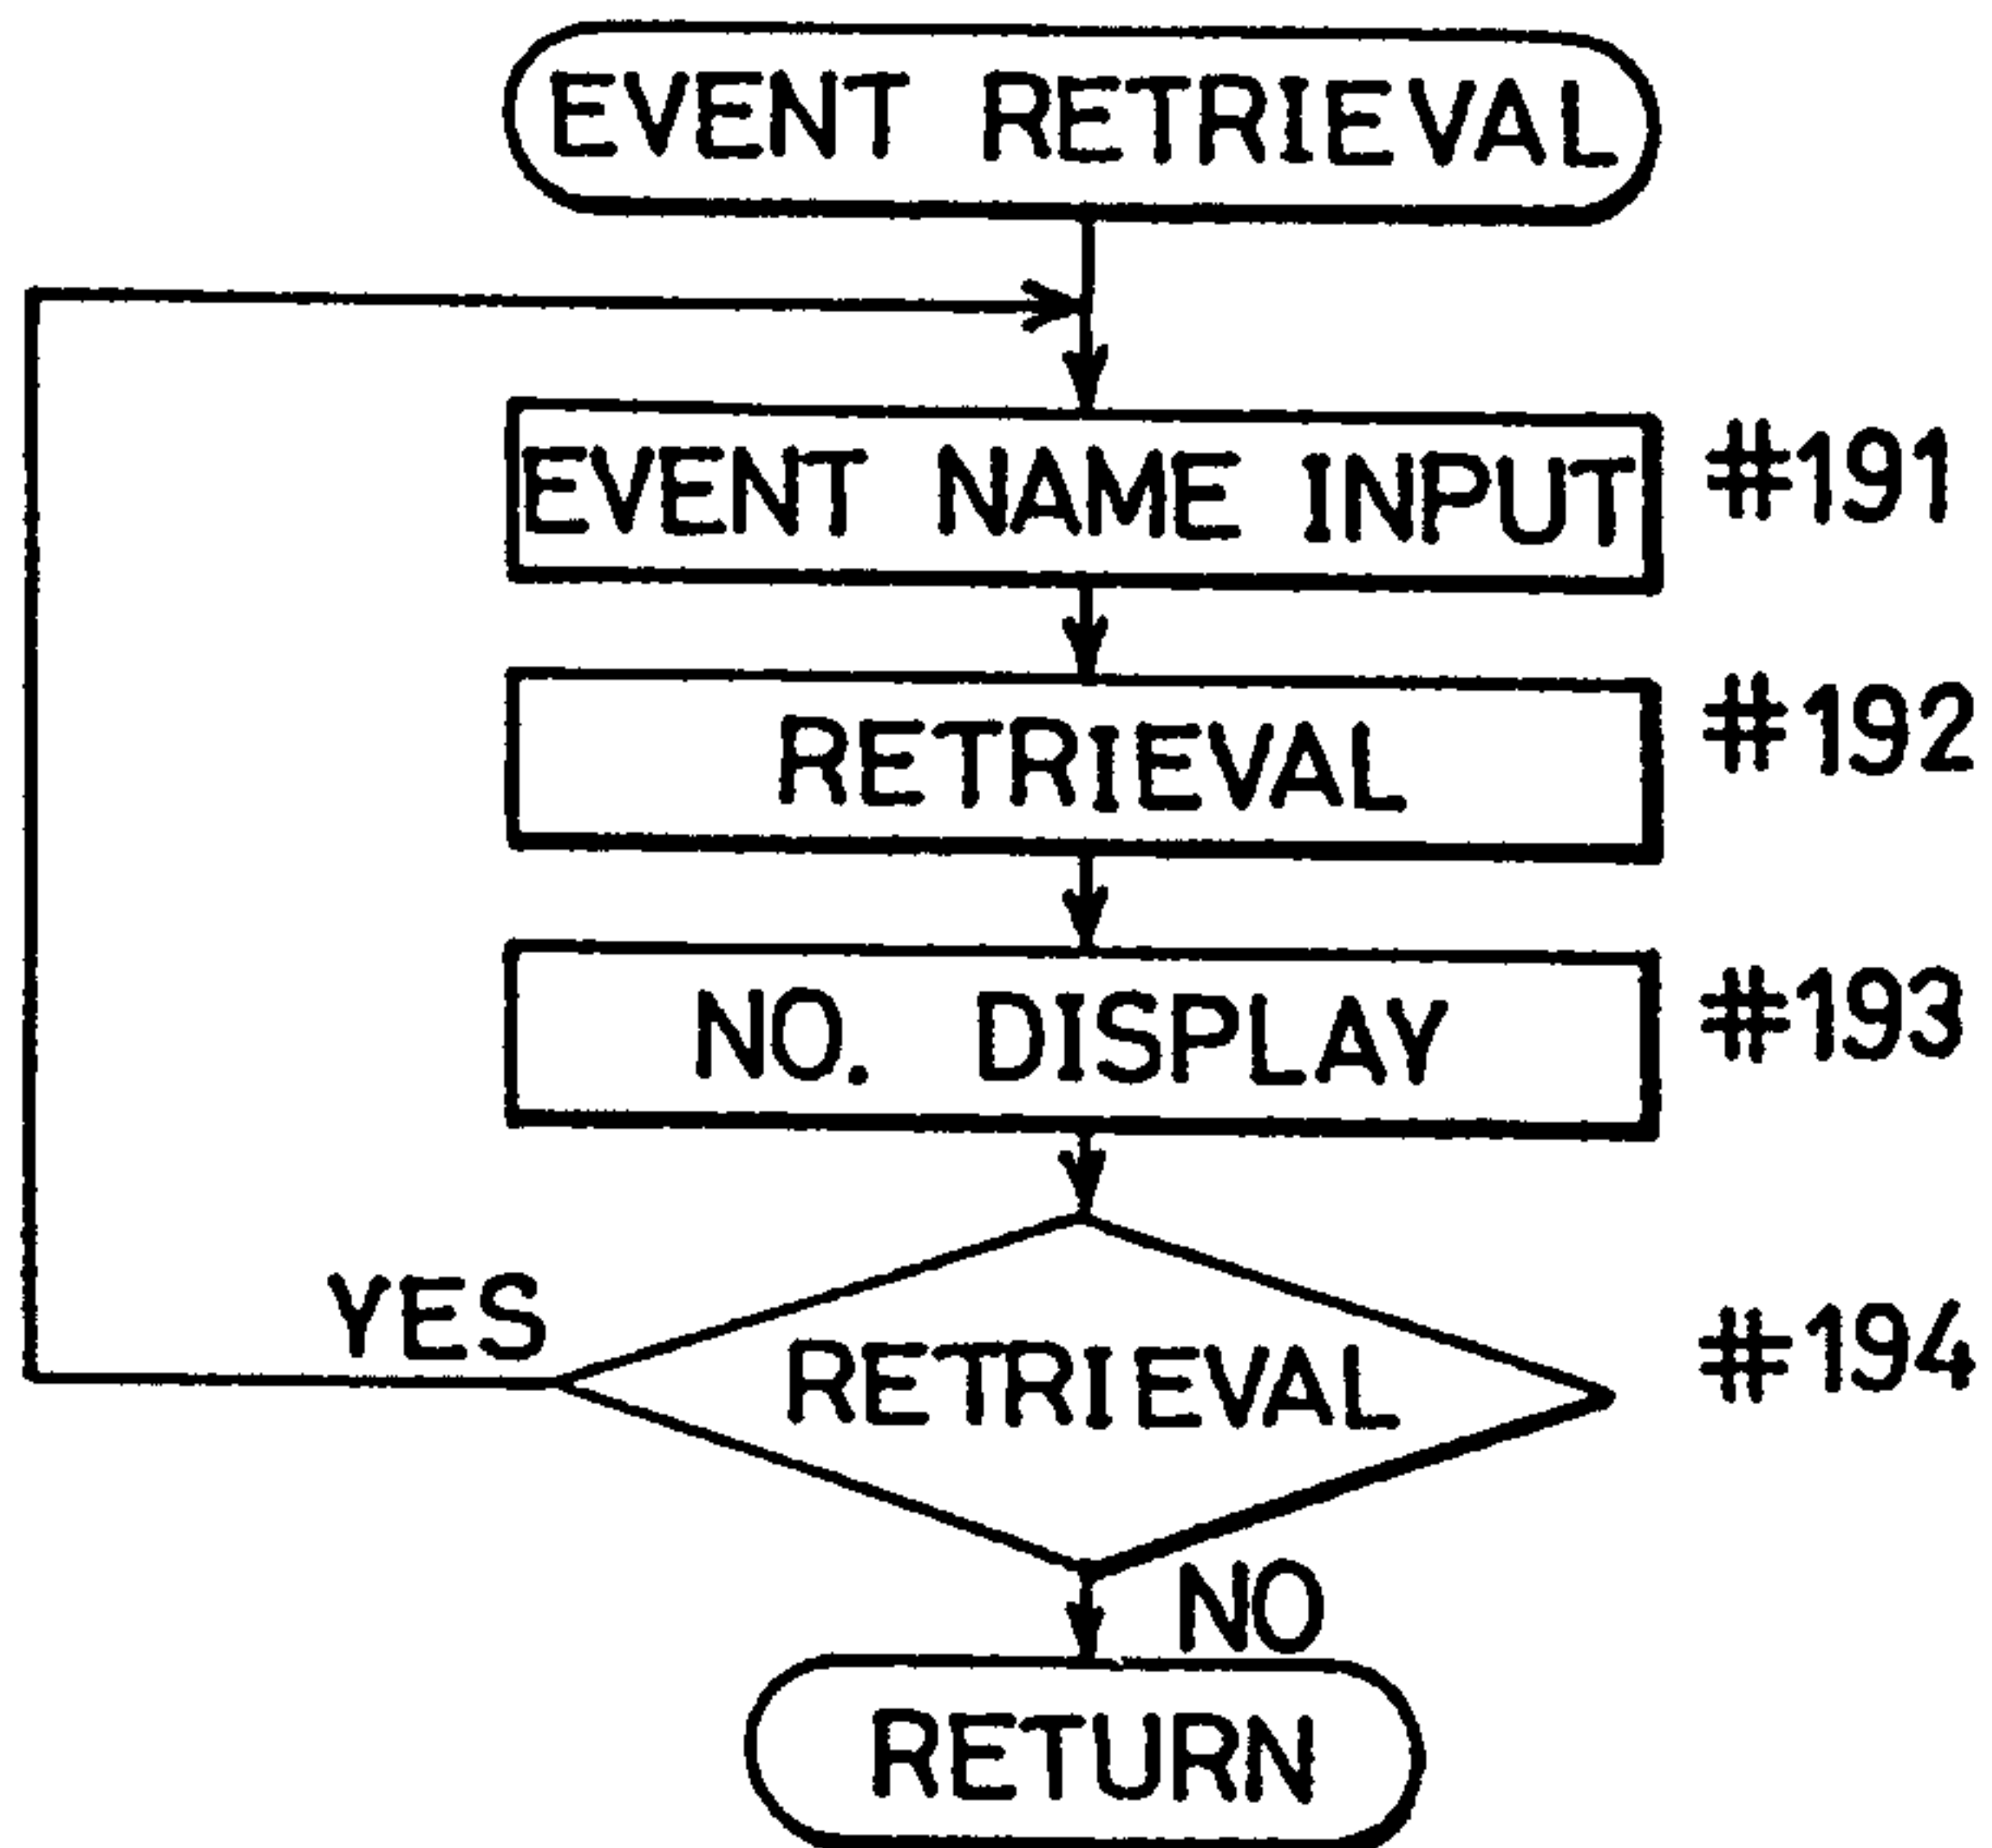 EVENT RETRIEVAL
EVENT NAME INPUT #191
RETRIEVAL #192
NO. DISPLAY #193
YES
RETRIEVAL #194
NO
RETURN